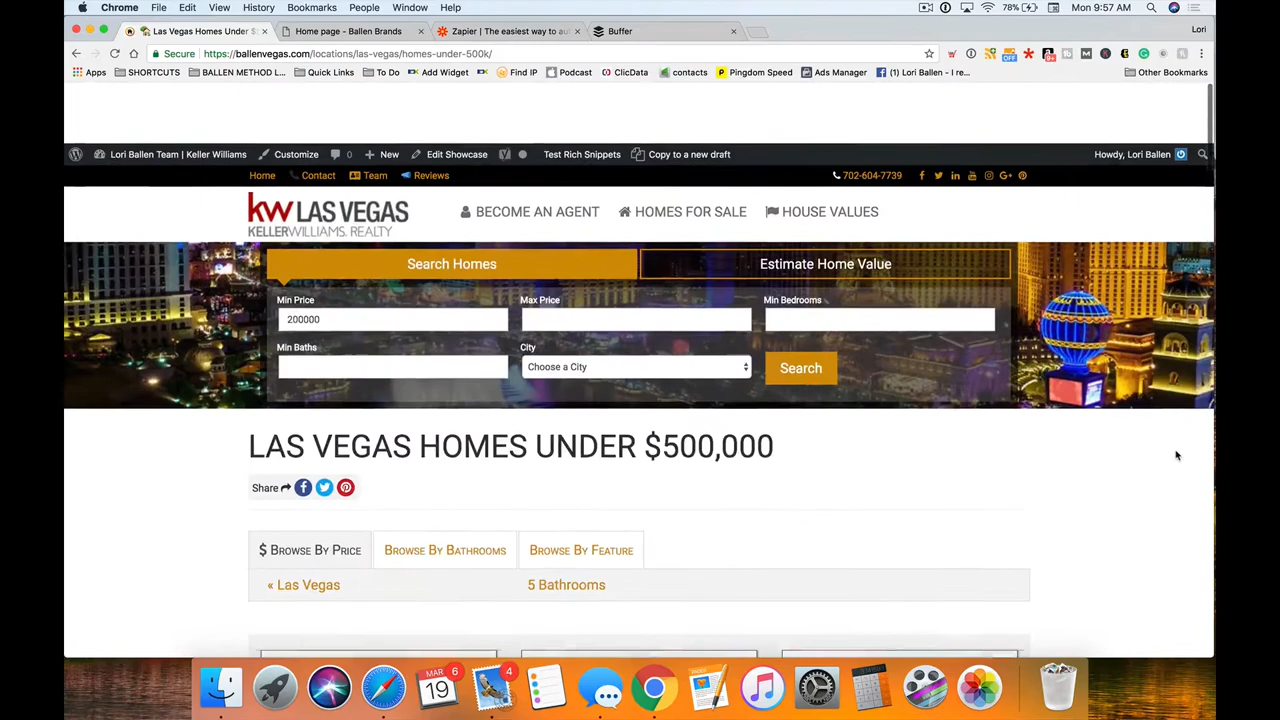 Chrome File Edit View History Bookmarks People Window Help 78% Mon 9:57 AM
Las Vegas Homes Under $ Home page - Ballen Brands Zapier | The easiest way to au Buffer Lori
Secure https://ballenvegas.com/locations/las-vegas/homes-under-500k/
Apps SHORTCUTS BALLEN METHOD L... Quick Links To Do Add Widget Find IP Podcast ClicData contacts Pingdom Speed Ads Manager (1) Lori Ballen - I re... Other Bookmarks
Lori Ballen Team | Keller Williams Customize 0 New Edit Showcase Test Rich Snippets Copy to a new draft Howdy, Lori Ballen
Home Contact Team Reviews 702-604-7739
kw LAS VEGAS
KELLERWILLIAMS. REALTY
BECOME AN AGENT HOMES FOR SALE HOUSE VALUES
Search Homes Estimate Home Value
Min Price Max Price Min Bedrooms
200000
Min Baths City
Choose a City Search
LAS VEGAS HOMES UNDER $500,000
Share
$ BROWSE BY PRICE BROWSE BY BATHROOMS BROWSE BY FEATURE
« Las Vegas 5 Bathrooms
MAR 6 4
19